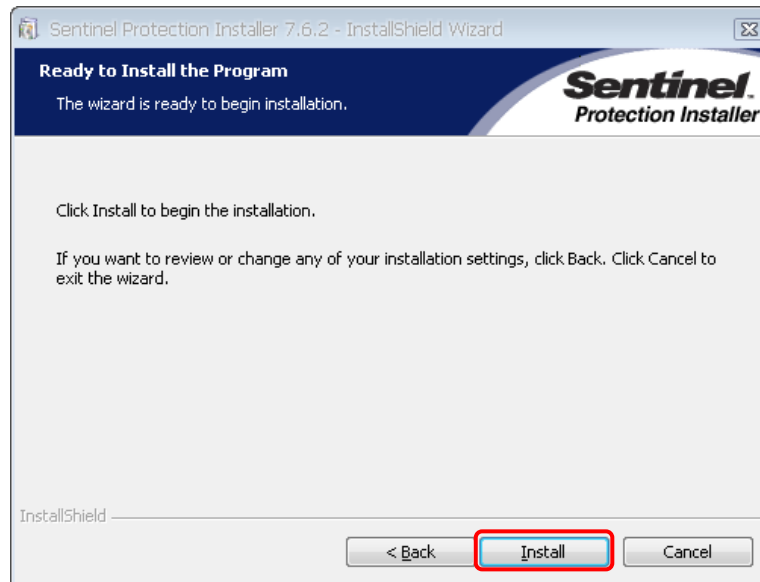 Sentinel Protection Installer 7.6.2 - InstallShield Wizard
Ready to Install the Program
The wizard is ready to begin installation.
Sentinel.
Protection Installer
Click Install to begin the installation.
If you want to review or change any of your installation settings, click Back. Click Cancel to
exit the wizard.
InstallShield
< Back
Install
Cancel